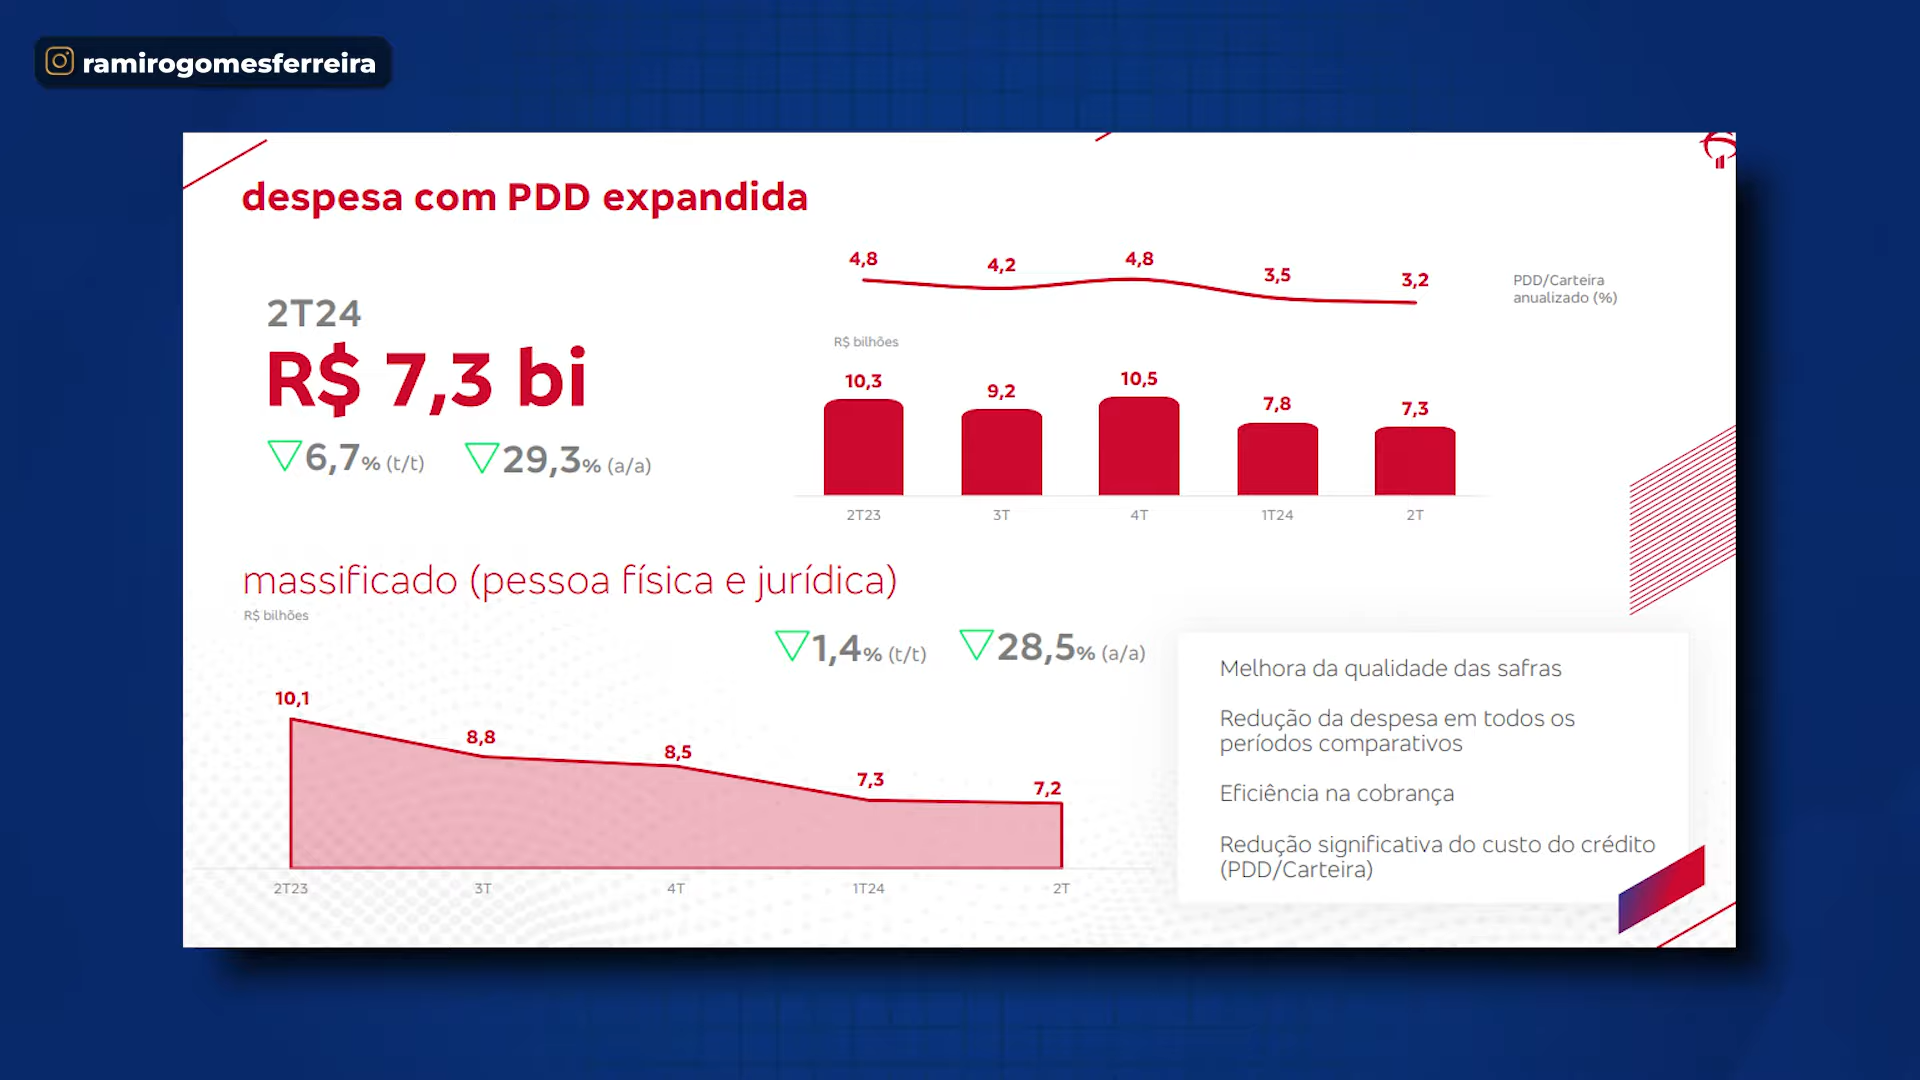 ramirogomesferreira
despesa com PDD expandida
2T24
R$ 7,3 bi
6,7% (t/t) 29,3% (a/a)
4,8 4,2 4,8 3,5 3,2
PDD/Carteira
anualizado (%)
R$ bilhões
10,3 9,2 10,5 7,8 7,3
2T23 3T 4T 1T24 2T
massificado (pessoa física e jurídica)
R$ bilhões
1,4% (t/t) 28,5% (a/a)
10,1 8,8 8,5 7,3 7,2
2T23 3T 4T 1T24 2T
Melhora da qualidade das safras
Redução da despesa em todos os
períodos comparativos
Eficiência na cobrança
Redução significativa do custo do crédito
(PDD/Carteira)